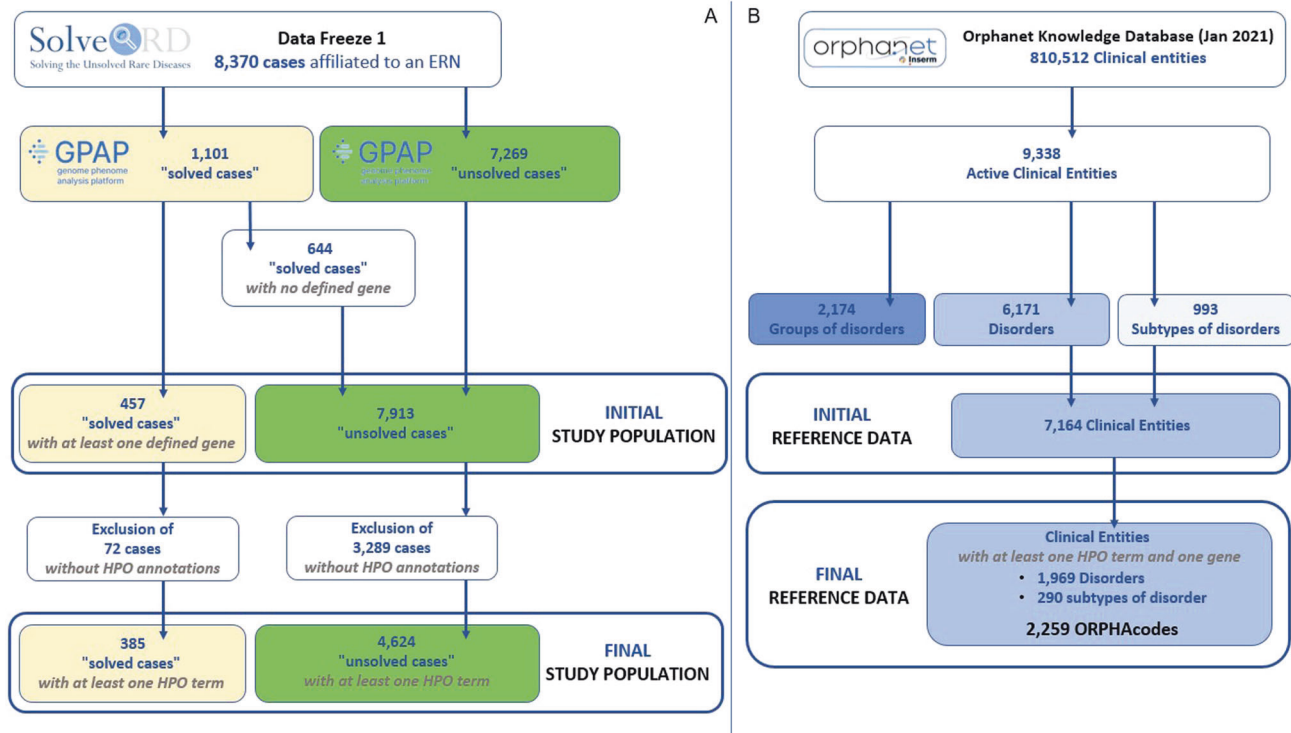 A
SolveRD
Solving the Unsolved Rare Diseases
Data Freeze 1
8,370 cases affiliated to an ERN
GPAP
genome phenome
analysis platform
1,101
"solved cases"
GPAP
genome phenome
analysis platform
7,269
"unsolved cases"
644
"solved cases"
with no defined gene
457
"solved cases"
with at least one defined gene
7,913
"unsolved cases"
INITIAL
STUDY POPULATION
Exclusion of
72 cases
without HPO annotations
Exclusion of
3,289 cases
without HPO annotations
385
"solved cases"
with at least one HPO term
4,624
"unsolved cases"
with at least one HPO term
FINAL
STUDY POPULATION
B
orphanet
Inserm
Orphanet Knowledge Database (Jan 2021)
810,512 Clinical entities
9,338
Active Clinical Entities
2,174
Groups of disorders
6,171
Disorders
993
Subtypes of disorders
INITIAL
REFERENCE DATA
7,164 Clinical Entities
FINAL
REFERENCE DATA
Clinical Entities
with at least one HPO term and one gene
• 1,969 Disorders
• 290 subtypes of disorder
2,259 ORPHAcodes